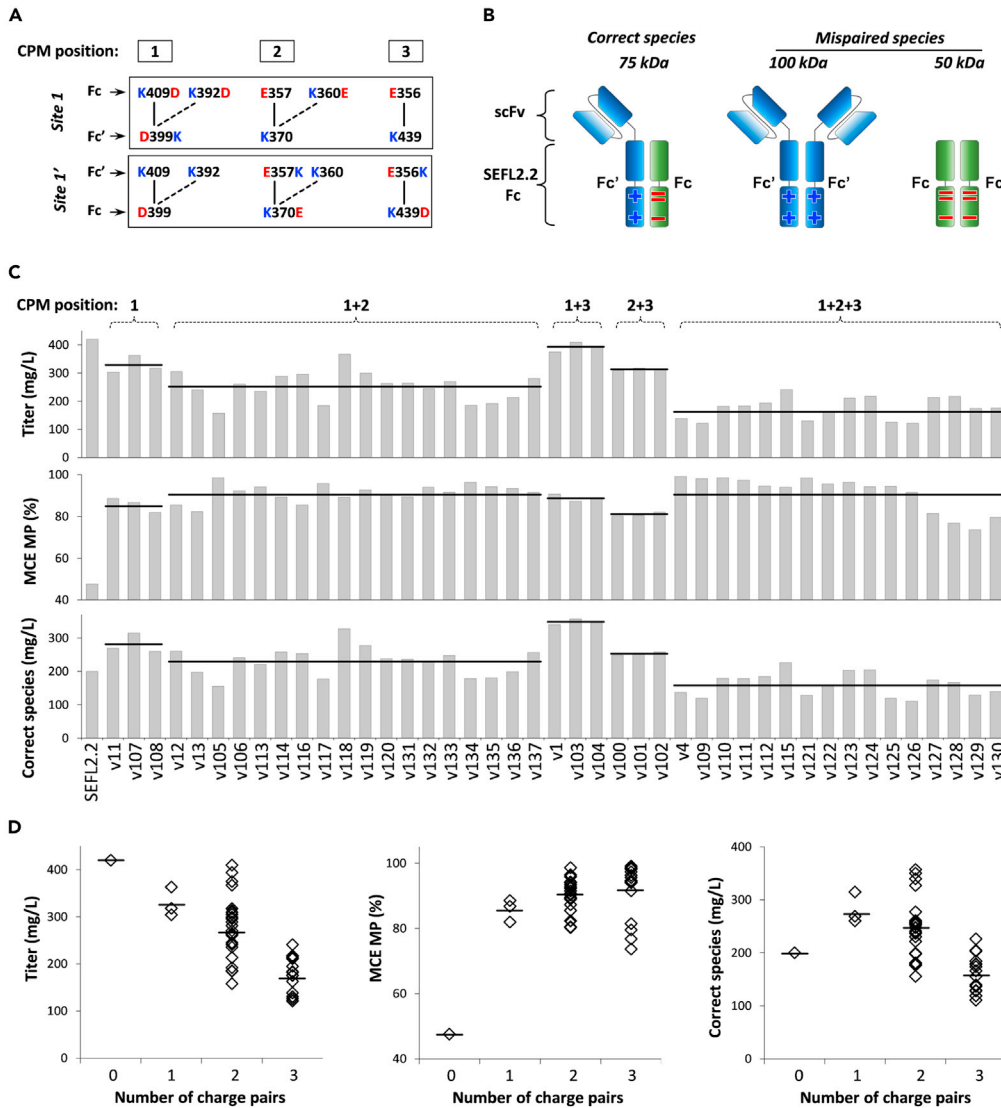 A
CPM position: 1 2 3
Site 1
Fc K409D K392D E357 K360E E356
Fc' D399K K370 K439
Site 1'
Fc' K409 K392 E357K K360 E356K
Fc D399 K370E K439D
B
Correct species Mispaired species
75 kDa 100 kDa 50 kDa
scFv
SEFL2.2
Fc
Fc' Fc Fc' Fc' Fc Fc
C
CPM position: 1 1+2 1+3 2+3 1+2+3
Titer (mg/L)
400
300
200
100
0
MCE MP (%)
100
80
60
40
Correct species (mg/L)
300
200
100
0
SEFL2.2 v11 v107 v108 v12 v13 v105 v106 v113 v114 v116 v117 v118 v119 v120 v131 v132 v133 v134 v135 v136 v137 v1 v103 v104 v100 v101 v102 v4 v109 v110 v111 v112 v115 v121 v122 v123 v124 v125 v126 v127 v128 v129 v130
D
Titer (mg/L)
400
300
200
100
0
0 1 2 3
Number of charge pairs
MCE MP (%)
100
80
60
40
0 1 2 3
Number of charge pairs
Correct species (mg/L)
400
300
200
100
0
0 1 2 3
Number of charge pairs